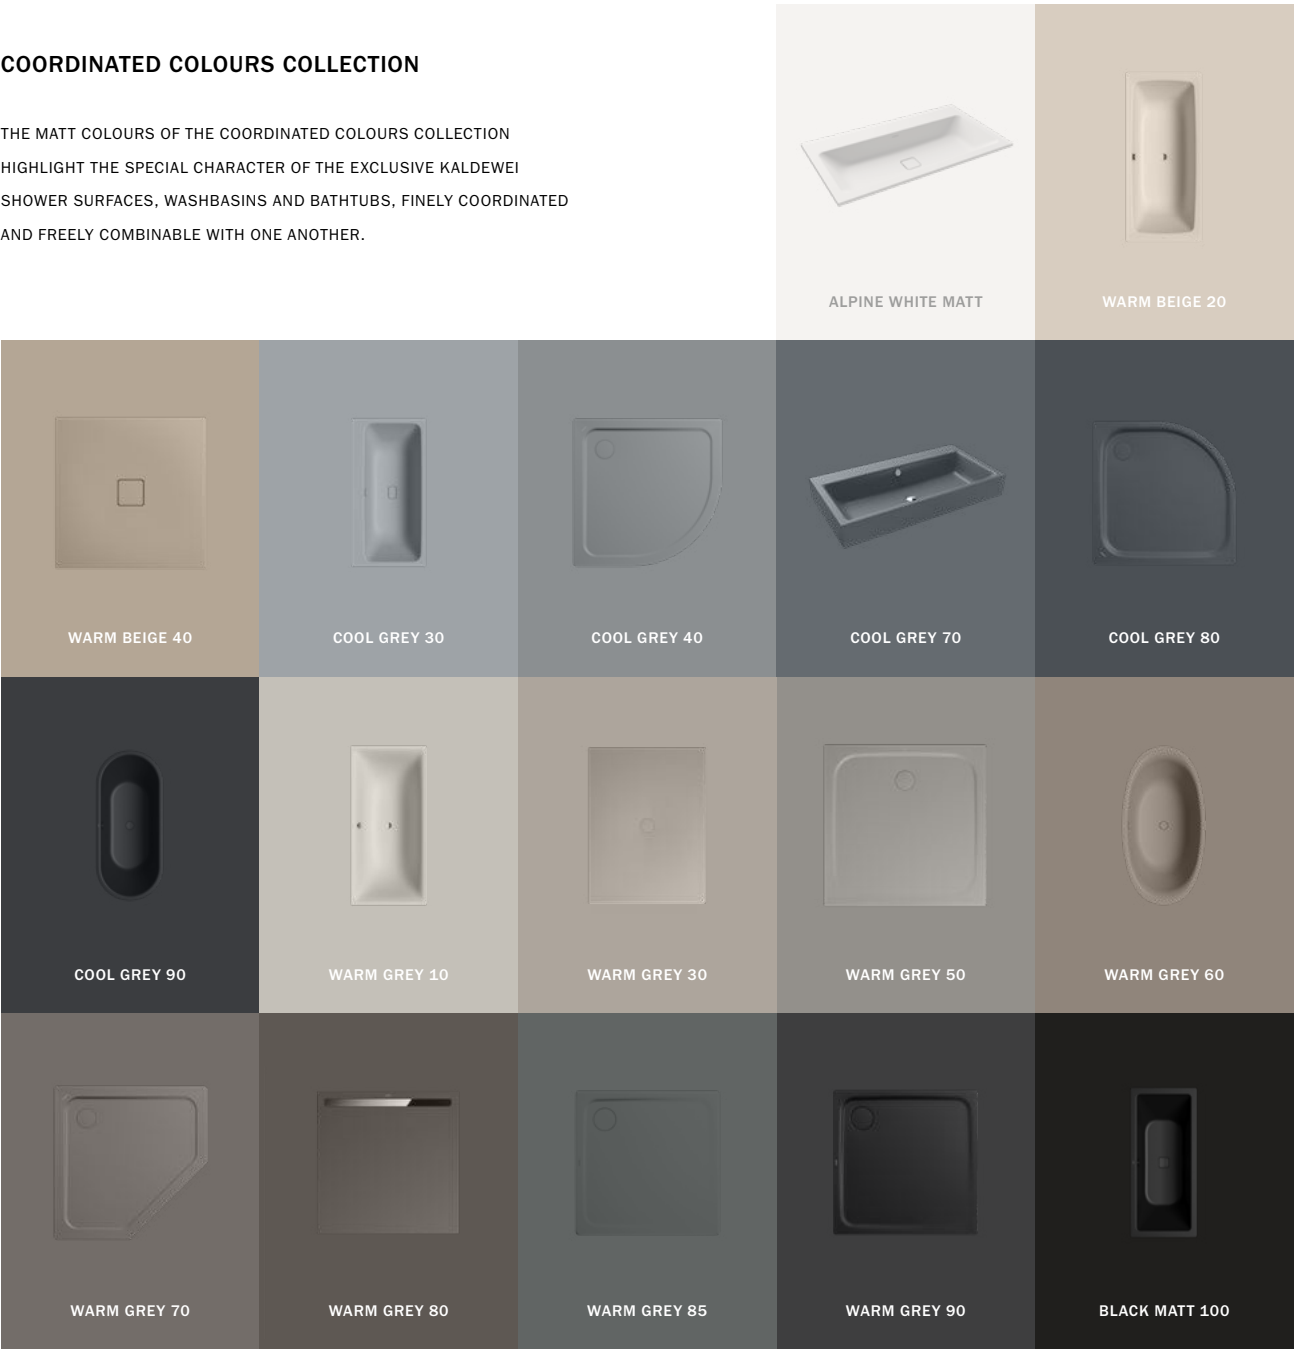 COORDINATED COLOURS COLLECTION
THE MATT COLOURS OF THE COORDINATED COLOURS COLLECTION
HIGHLIGHT THE SPECIAL CHARACTER OF THE EXCLUSIVE KALDEWEI
SHOWER SURFACES, WASHBASINS AND BATHTUBS, FINELY COORDINATED
AND FREELY COMBINABLE WITH ONE ANOTHER.
ALPINE WHITE MATT
WARM BEIGE 20
WARM BEIGE 40
COOL GREY 30
COOL GREY 40
COOL GREY 70
COOL GREY 80
COOL GREY 90
WARM GREY 10
WARM GREY 30
WARM GREY 50
WARM GREY 60
WARM GREY 70
WARM GREY 80
WARM GREY 85
WARM GREY 90
BLACK MATT 100